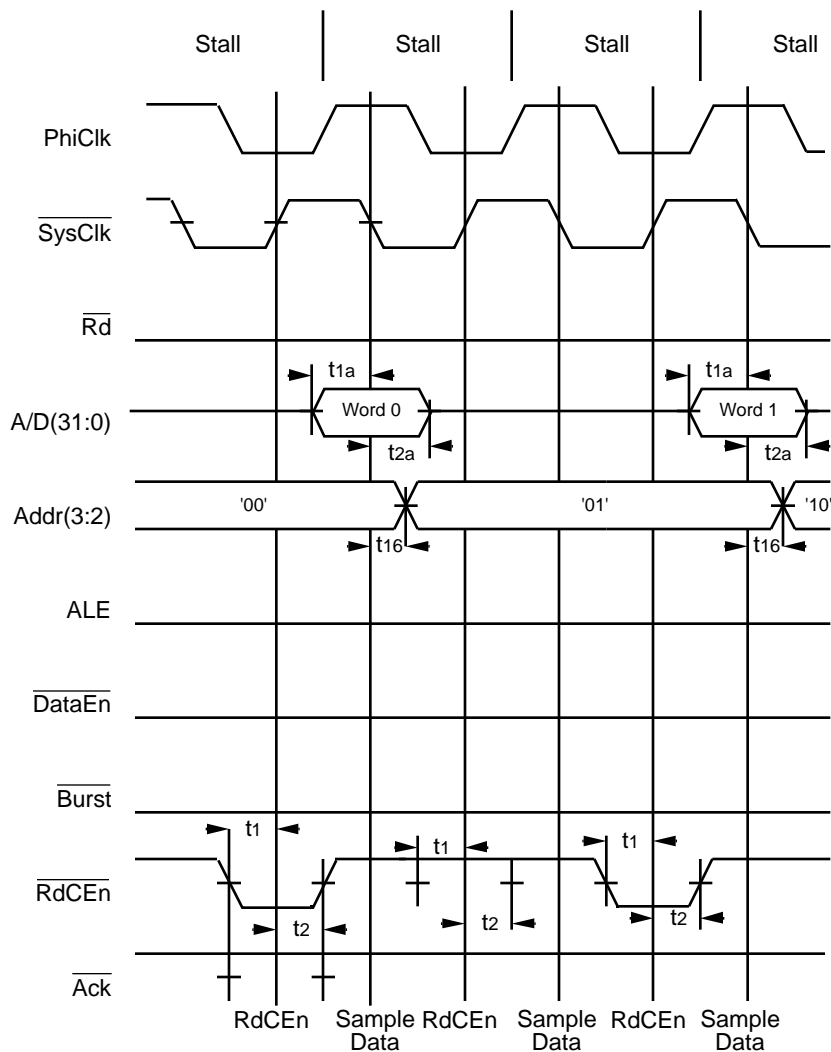 Stall Stall Stall Stall
PhiClk
SysClk
Rd
t1a t1a
A/D(31:0) Word 0 Word 1
t2a t2a
Addr(3:2) '00' '01' '10'
t16 t16
ALE
DataEn
Burst
t1 t1 t1
RdCEn
t2 t2 t2
Ack
RdCEn Sample RdCEn Sample RdCEn Sample
Data Data Data